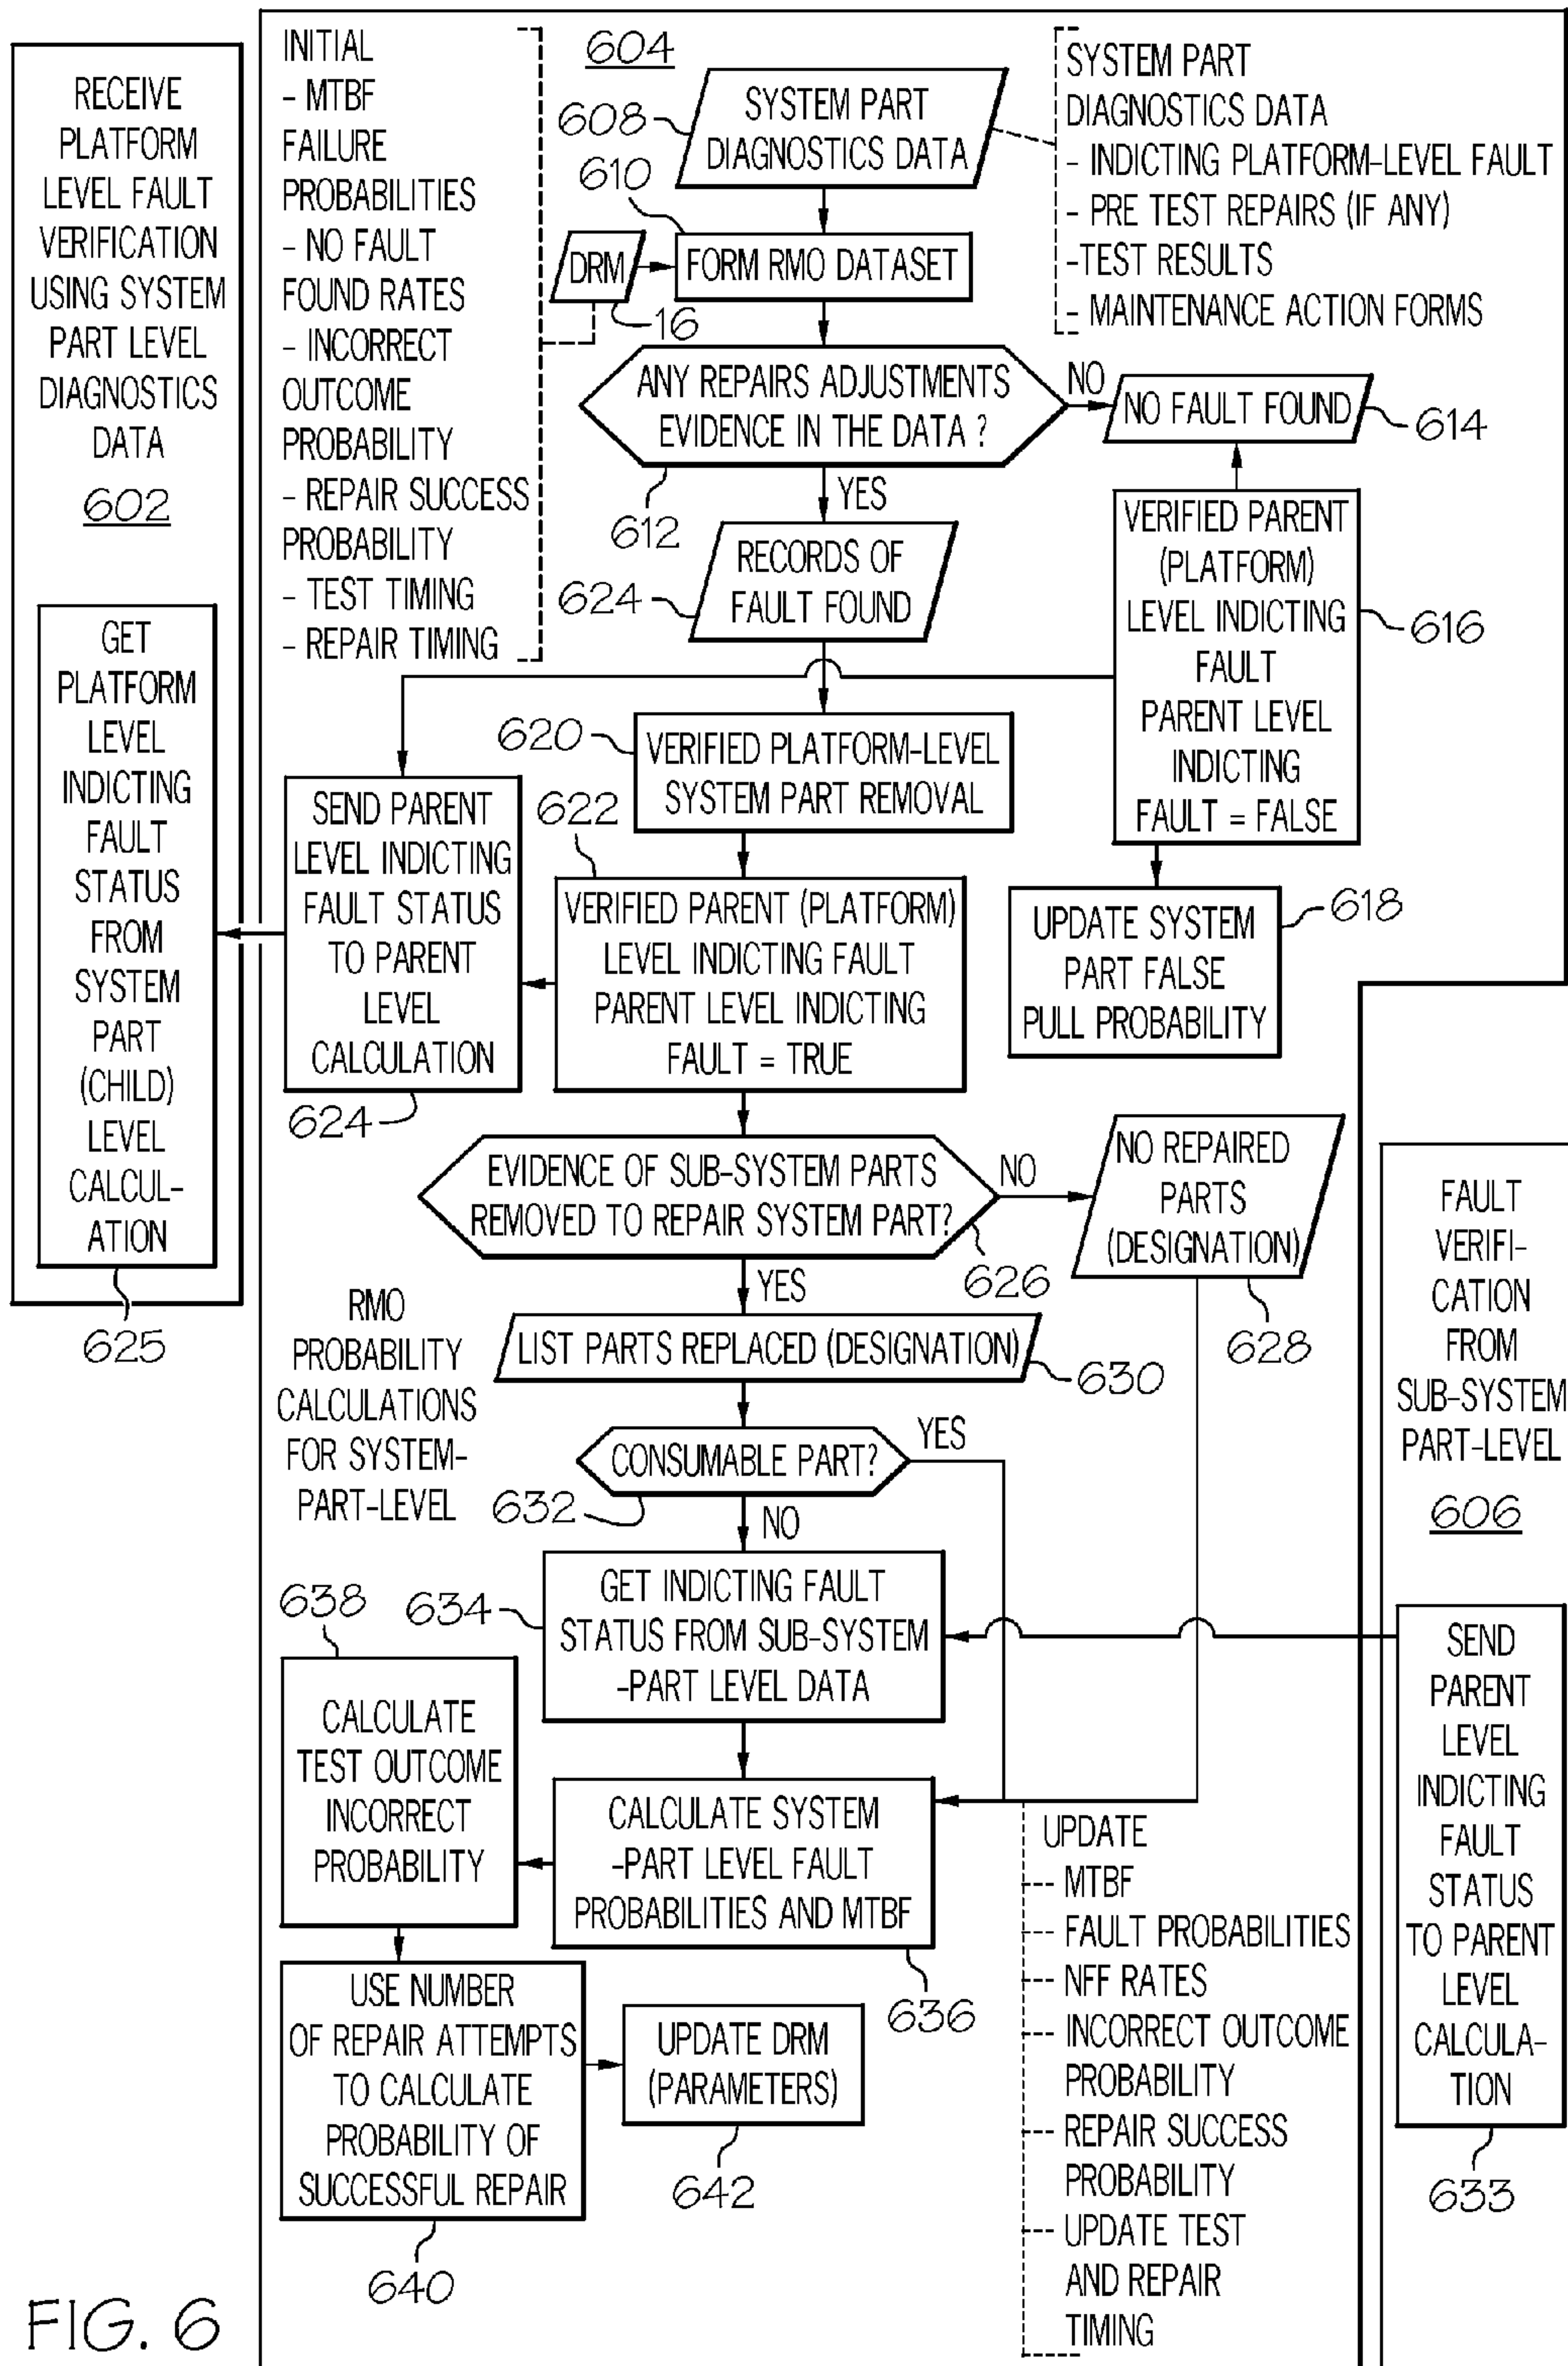 RECEIVE
PLATFORM
LEVEL FAULT
VERIFICATION
USING SYSTEM
PART LEVEL
DIAGNOSTICS
DATA
602
GET
PLATFORM
LEVEL
INDICTING
FAULT
STATUS
FROM
SYSTEM
PART
(CHILD)
LEVEL
CALCUL-
ATION
625
INITIAL
- MTBF
FAILURE
PROBABILITIES
- NO FAULT
FOUND RATES
- INCORRECT
OUTCOME
PROBABILITY
- REPAIR SUCCESS
PROBABILITY
- TEST TIMING
- REPAIR TIMING
604
608
SYSTEM PART
DIAGNOSTICS DATA
SYSTEM PART
DIAGNOSTICS DATA
- INDICTING PLATFORM-LEVEL FAULT
- PRE TEST REPAIRS (IF ANY)
-TEST RESULTS
- MAINTENANCE ACTION FORMS
610
DRM
16
FORM RMO DATASET
ANY REPAIRS ADJUSTMENTS
EVIDENCE IN THE DATA ?
612
NO
NO FAULT FOUND
614
YES
624
RECORDS OF
FAULT FOUND
VERIFIED PARENT
(PLATFORM)
LEVEL INDICTING
FAULT
PARENT LEVEL
INDICTING
FAULT = FALSE
616
620
VERIFIED PLATFORM-LEVEL
SYSTEM PART REMOVAL
UPDATE SYSTEM
PART FALSE
PULL PROBABILITY
618
622
VERIFIED PARENT (PLATFORM)
LEVEL INDICTING FAULT
PARENT LEVEL INDICTING
FAULT = TRUE
SEND PARENT
LEVEL INDICTING
FAULT STATUS
TO PARENT
LEVEL
CALCULATION
624
EVIDENCE OF SUB-SYSTEM PARTS
REMOVED TO REPAIR SYSTEM PART?
626
NO
NO REPAIRED
PARTS
(DESIGNATION)
628
YES
LIST PARTS REPLACED (DESIGNATION)
630
RMO
PROBABILITY
CALCULATIONS
FOR SYSTEM-
PART-LEVEL
CONSUMABLE PART?
632
YES
NO
634
GET INDICTING FAULT
STATUS FROM SUB-SYSTEM
-PART LEVEL DATA
CALCULATE SYSTEM
-PART LEVEL FAULT
PROBABILITIES AND MTBF
636
638
CALCULATE
TEST OUTCOME
INCORRECT
PROBABILITY
USE NUMBER
OF REPAIR ATTEMPTS
TO CALCULATE
PROBABILITY OF
SUCCESSFUL REPAIR
640
UPDATE DRM
(PARAMETERS)
642
UPDATE
MTBF
FAULT PROBABILITIES
NFF RATES
INCORRECT OUTCOME
PROBABILITY
REPAIR SUCCESS
PROBABILITY
UPDATE TEST
AND REPAIR
TIMING
FAULT
VERIFI-
CATION
FROM
SUB-SYSTEM
PART-LEVEL
606
SEND
PARENT
LEVEL
INDICTING
FAULT
STATUS
TO PARENT
LEVEL
CALCULA-
TION
633
FIG. 6